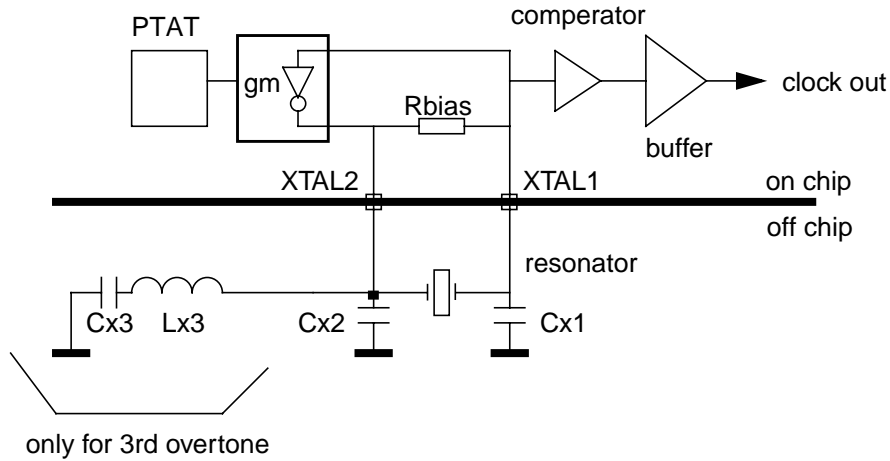 comperator
PTAT
gm
Rbias
clock out
buffer
XTAL2
XTAL1
on chip
off chip
resonator
Cx3
Lx3
Cx2
Cx1
only for 3rd overtone